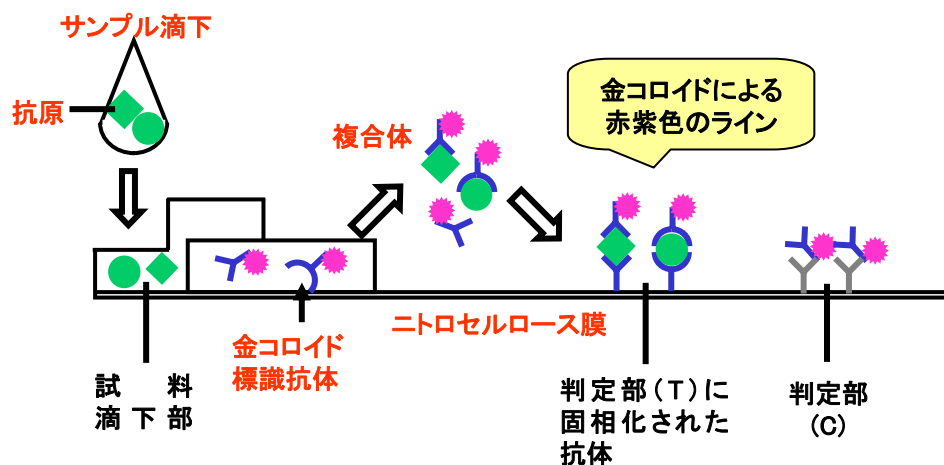 サンプル滴下
抗原
複合体
金コロイドによる
赤紫色のライン
ニトロセルロース膜
金コロイド
標識抗体
試　料
滴下部
判定部(T)に
固相化された
抗体
判定部
(C)